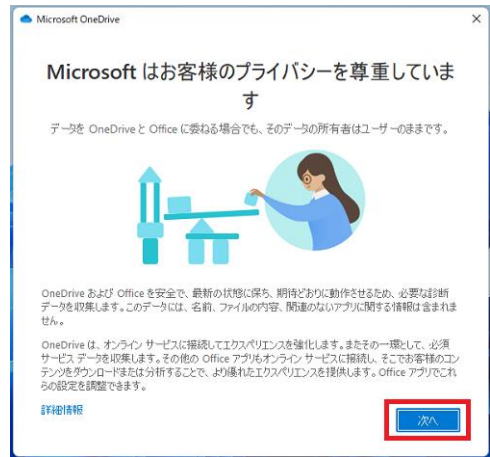 Microsoft OneDrive
Microsoft はお客様のプライバシーを尊重していま
す
データを OneDrive と Office に委ねる場合でも、そのデータの所有者はユーザーのままです。
OneDrive および Office を安全で、最新の状態に保ち、期待どおりに動作させるため、必要な診断
データを収集します。このデータには、名前、ファイルの内容、関連のないアプリに関する情報は含まれま
せん。
OneDrive は、オンライン サービスに接続してエクスペリエンスを強化します。またその一環として、必須
サービス データを収集します。その他の Office アプリもオンライン サービスに接続し、そこでお客様のコン
テンツをダウンロードまたは分析することで、より優れたエクスペリエンスを提供します。Office アプリでこれ
らの設定を調整できます。
詳細情報
次へ